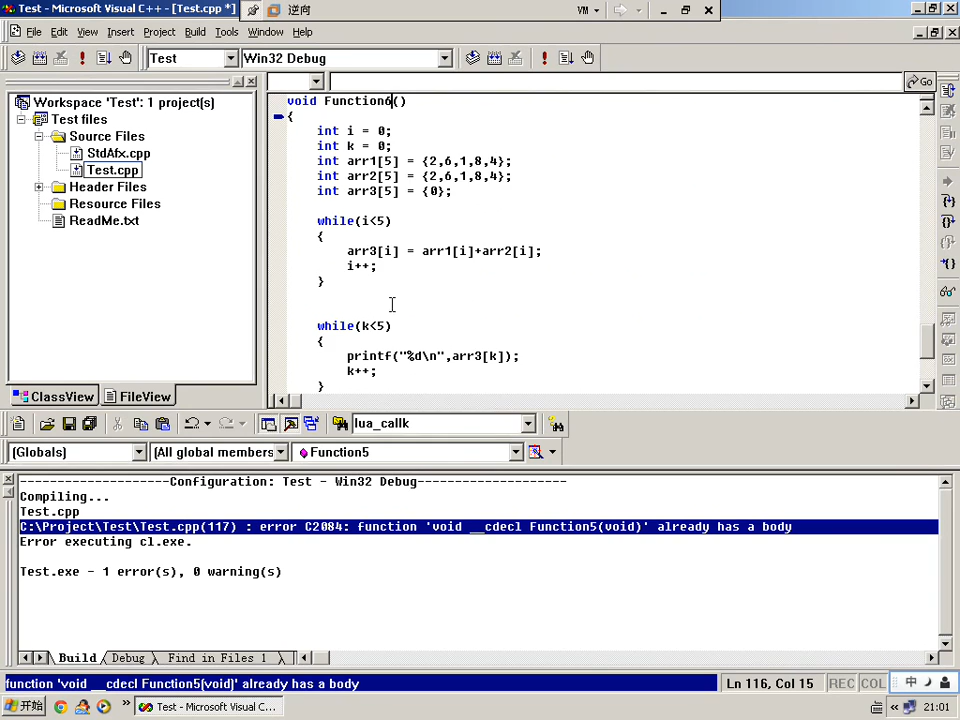 Test - Microsoft Visual C++ - [Test.cpp *]
逆向
VM
File Edit View Insert Project Build Tools Window Help
Test
Win32 Debug
Go
Workspace 'Test': 1 project(s)
Test files
Source Files
StdAfx.cpp
Test.cpp
Header Files
Resource Files
ReadMe.txt
ClassView FileView
void Function6()
{
int i = 0;
int k = 0;
int arr1[5] = {2,6,1,8,4};
int arr2[5] = {2,6,1,8,4};
int arr3[5] = {0};
while(i<5)
{
arr3[i] = arr1[i]+arr2[i];
i++;
}
while(k<5)
{
printf("%d\n",arr3[k]);
k++;
}
lua_callk
(Globals) (All global members Function5
--------------------Configuration: Test - Win32 Debug--------------------
Compiling...
Test.cpp
C:\Project\Test\Test.cpp(117) : error C2084: function 'void __cdecl Function5(void)' already has a body
Error executing cl.exe.
Test.exe - 1 error(s), 0 warning(s)
Build Debug Find in Files 1
function 'void __cdecl Function5(void)' already has a body
Ln 116, Col 15 REC COL
中
开始
Test - Microsoft Visual C...
21:01